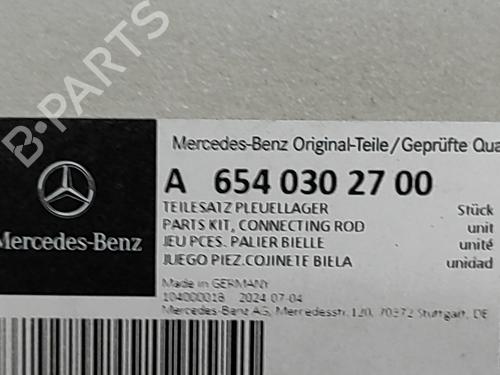 B-PARTS
Mercedes-Benz Original-Teile/Geprüfte Qua
A 654 030 27 00
TEILESATZ PLEUELLAGER Stück
PARTS KIT, CONNECTING ROD unit
JEU PCES. PALIER BIELLE unité
JUEGO PIEZ.COJINETE BIELA unidad
Mercedes-Benz
Made in GERMANY
104000018 2024-07-04
Mercedes-Benz AG, Mercedesstr.120, 70372 Stuttgart, DE